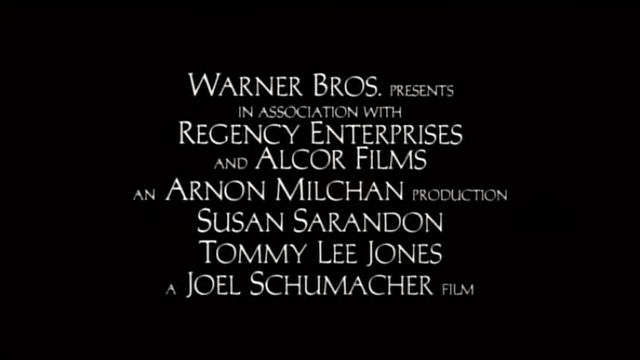 WARNER BROS. PRESENTS
IN ASSOCIATION WITH
REGENCY ENTERPRISES
AND ALCOR FILMS
AN ARNON MILCHAN PRODUCTION
SUSAN SARANDON
TOMMY LEE JONES
A JOEL SCHUMACHER FILM